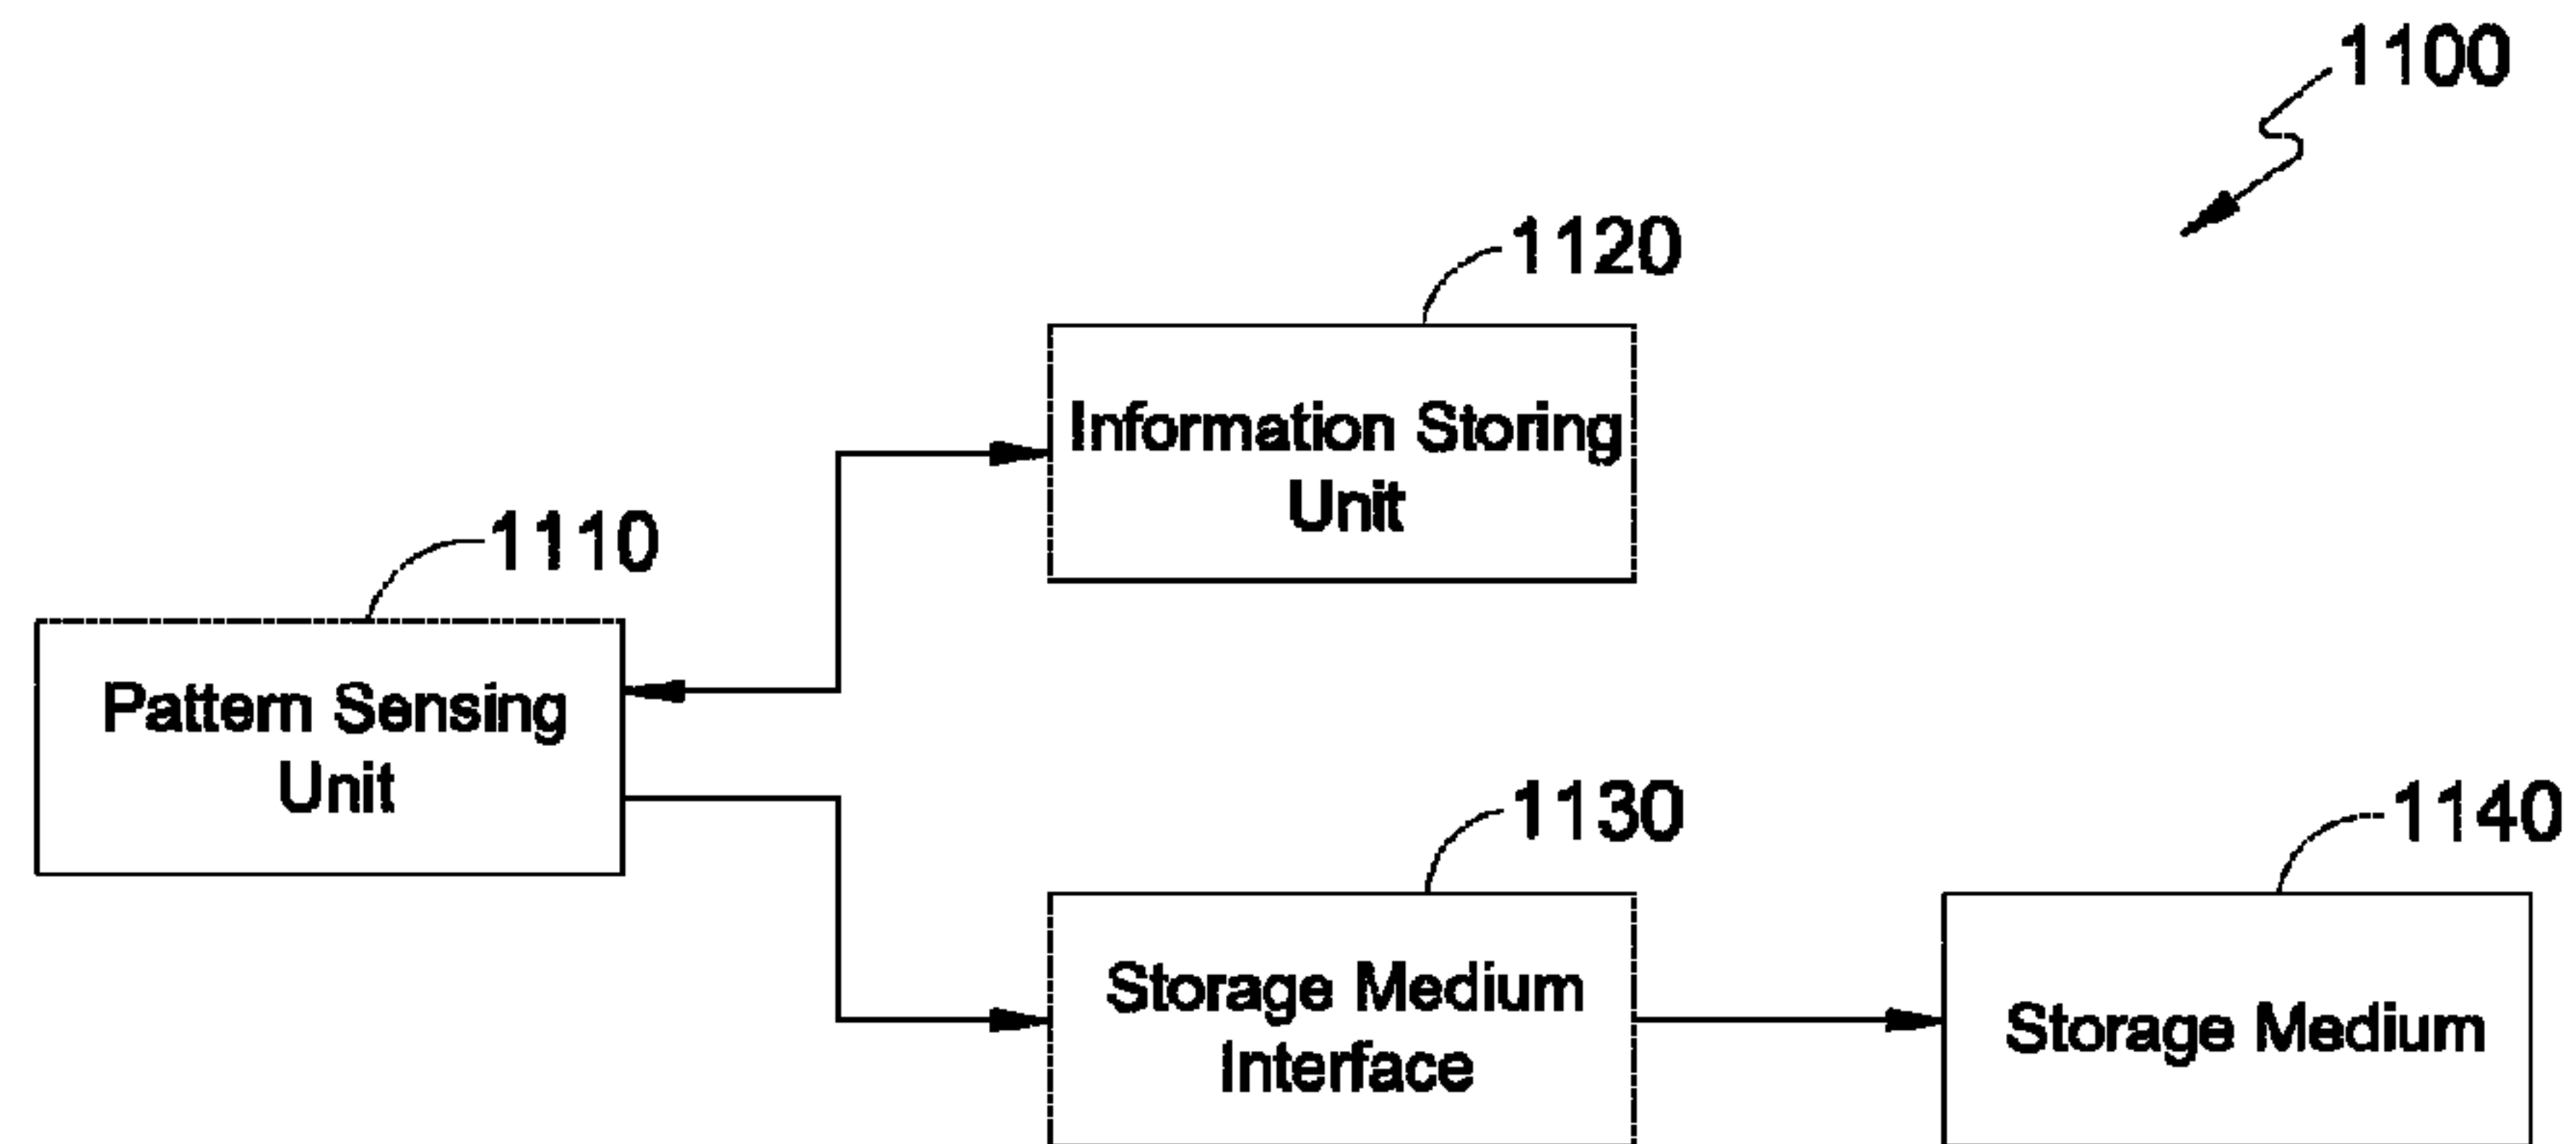 1100
1120
Information Storing
Unit
1110
Pattern Sensing
Unit
1130
Storage Medium
Interface
1140
Storage Medium